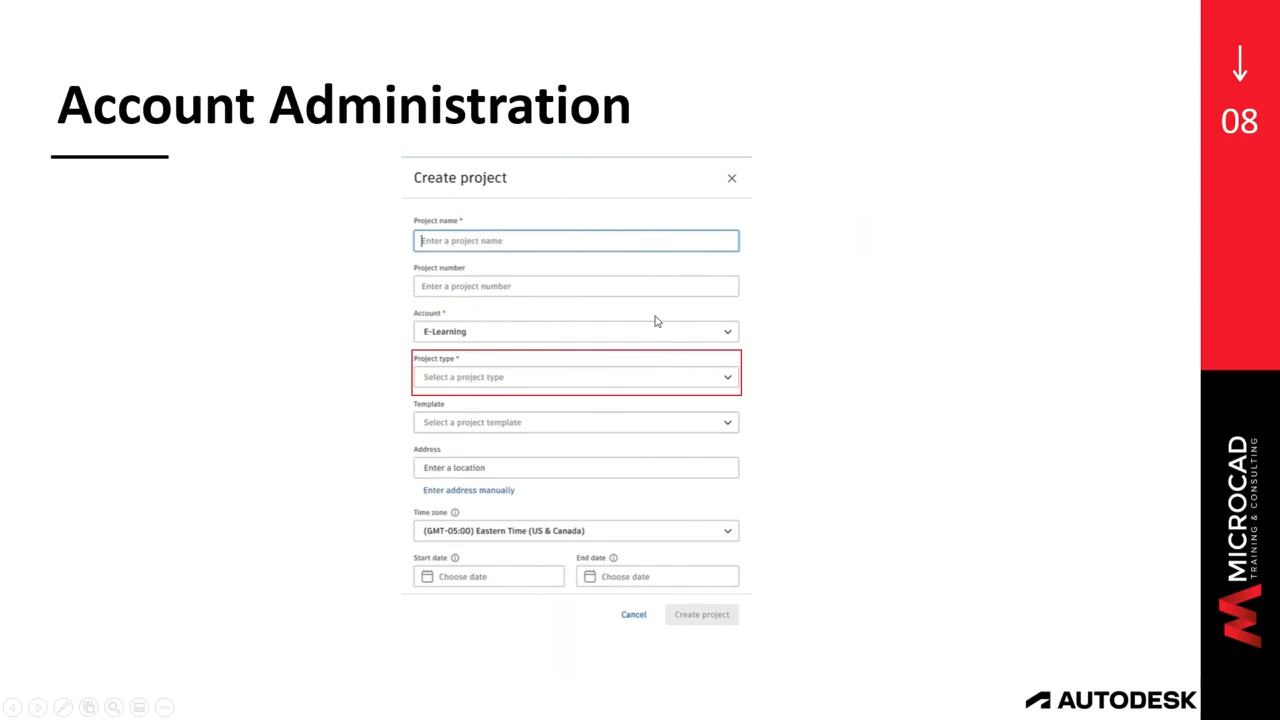 Account Administration
08
Create project
Project name *
Enter a project name
Project number
Enter a project number
Account *
E-Learning
Project type *
Select a project type
Template
Select a project template
Address
Enter a location
Enter address manually
Time zone
(GMT-05:00) Eastern Time (US & Canada)
Start date
End date
Choose date
Choose date
Cancel
Create project
MICROCAD
TRAINING & CONSULTING
AUTODESK